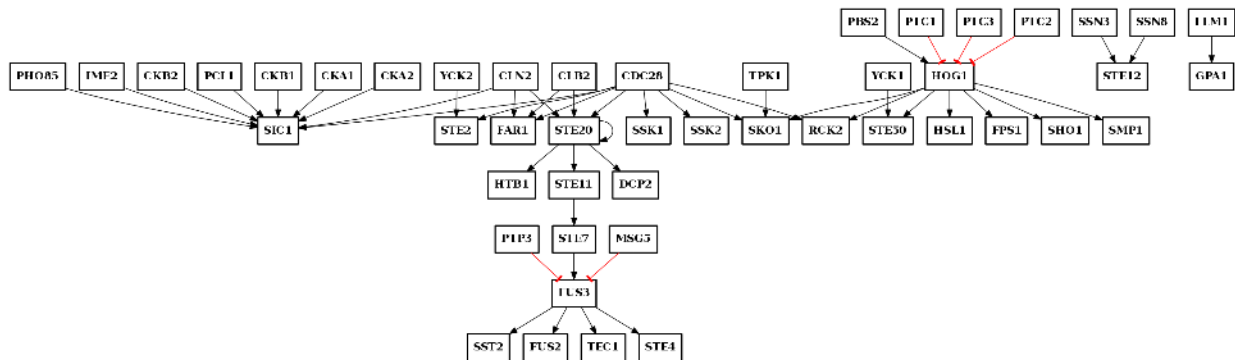 PBS2 PTC1 PTC3 PTC2 SSN3 SSN8 ELM1
PHO85 IME2 CKB2 PCL1 CKB1 CKA1 CKA2 YCK2 CLN2 CLB2 CDC28 TPK1 YCK1 HOG1 STE12 GPA1
SIC1 STE2 FAR1 STE20 SSK1 SSK2 SKO1 RCK2 STE50 HSL1 FPS1 SHO1 SMP1
HTB1 STE11 DCP2
PTP3 STE7 MSG5
FUS3
SST2 FUS2 TEC1 STE4